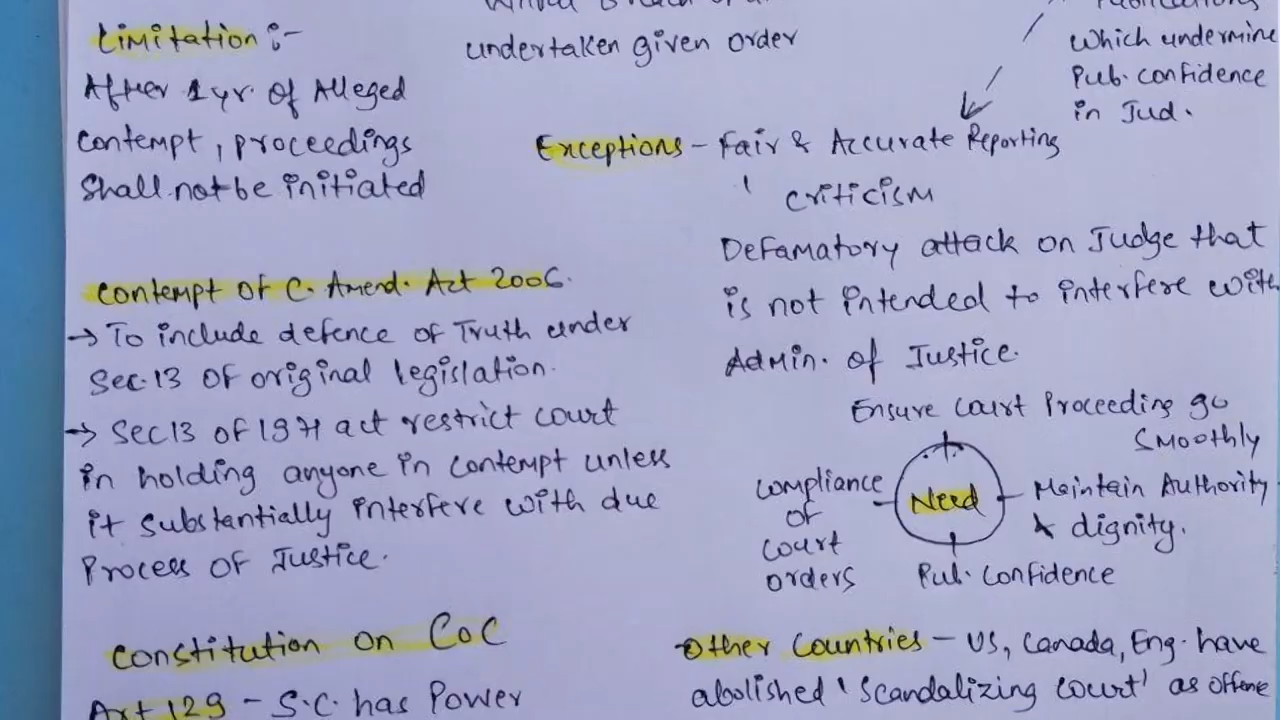 Limitation :-
After 1 yr. of Alleged
contempt, proceedings
shall not be initiated
contempt of C. Amend. Act 2006.
→ To include defence of Truth under
Sec.13 of original legislation.
→ Sec13 of 1971 act restrict court
in holding anyone in contempt unless
it substantially interfere with due
Process of Justice.
Constitution on CoC
Art 129 - S.C. has Power
undertaken given order
Which undermine
Pub. confidence
in Jud.
Exceptions - Fair & Accurate Reporting
' criticism
Defamatory attack on Judge that
is not intended to interfere with
Admin. of Justice.
Ensure court Proceeding go
Smoothly
Compliance
of
court
orders
Need
Maintain Authority
& dignity.
Pub. confidence
Other Countries - US, Canada, Eng. have
abolished 'Scandalizing court' as offence